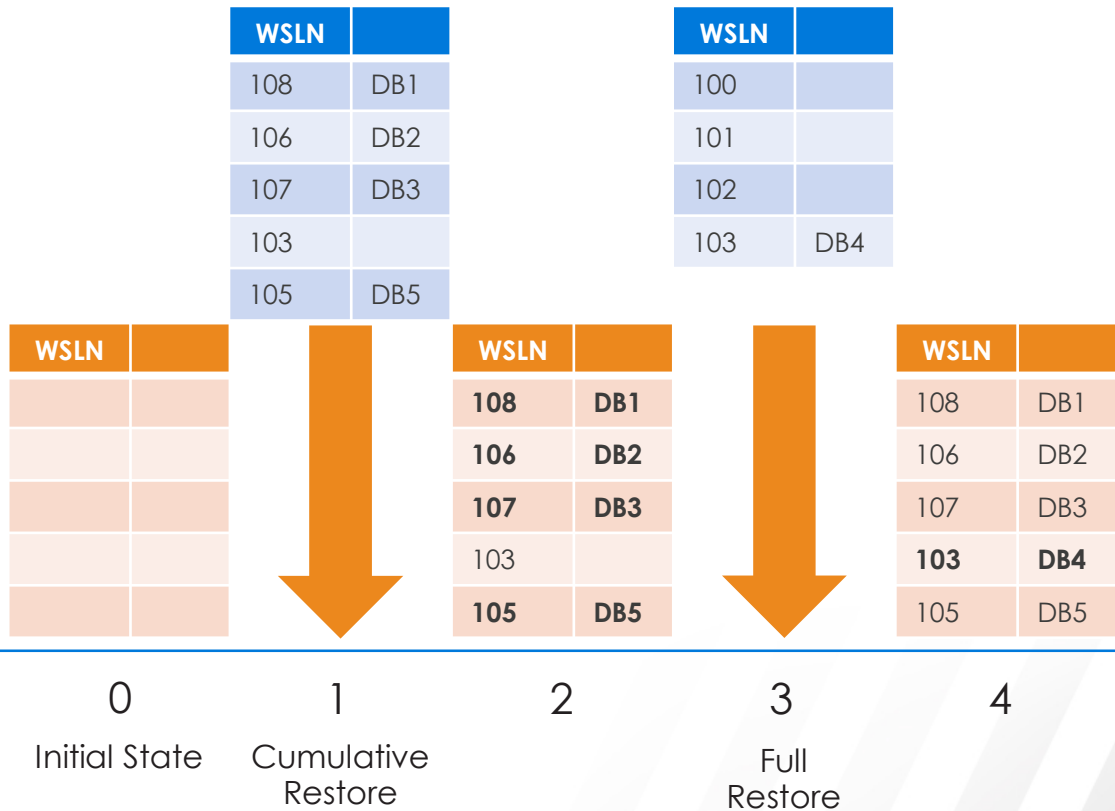 WSLN
108 DB1
106 DB2
107 DB3
103
105 DB5
WSLN
100
101
102
103 DB4
WSLN
WSLN
108 DB1
106 DB2
107 DB3
103
105 DB5
WSLN
108 DB1
106 DB2
107 DB3
103 DB4
105 DB5
0
Initial State
1
Cumulative
Restore
2
3
Full
Restore
4